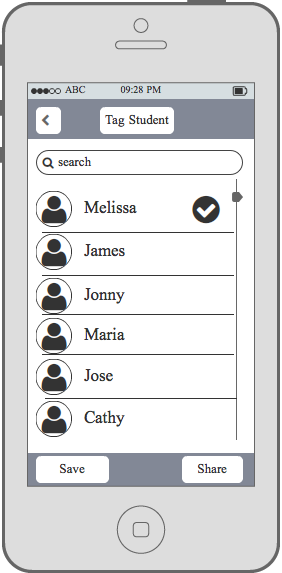 ABC 09:28 PM
Tag Student
search
Melissa
James
Jonny
Maria
Jose
Cathy
Save Share